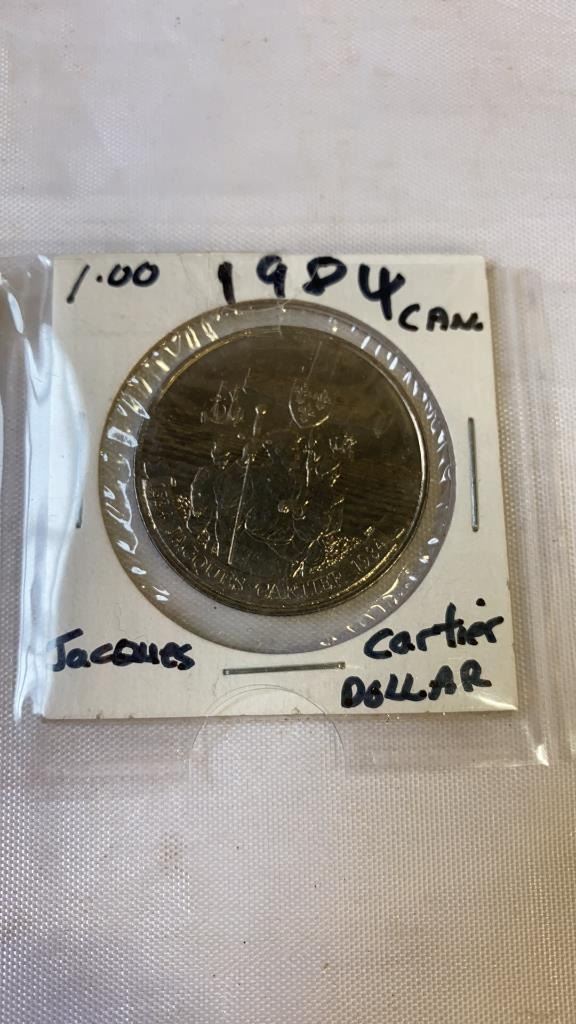 1.00 1984
CAN.
1534 JACQUES CARTIER 1984
Jacques Cartier
DOLLAR